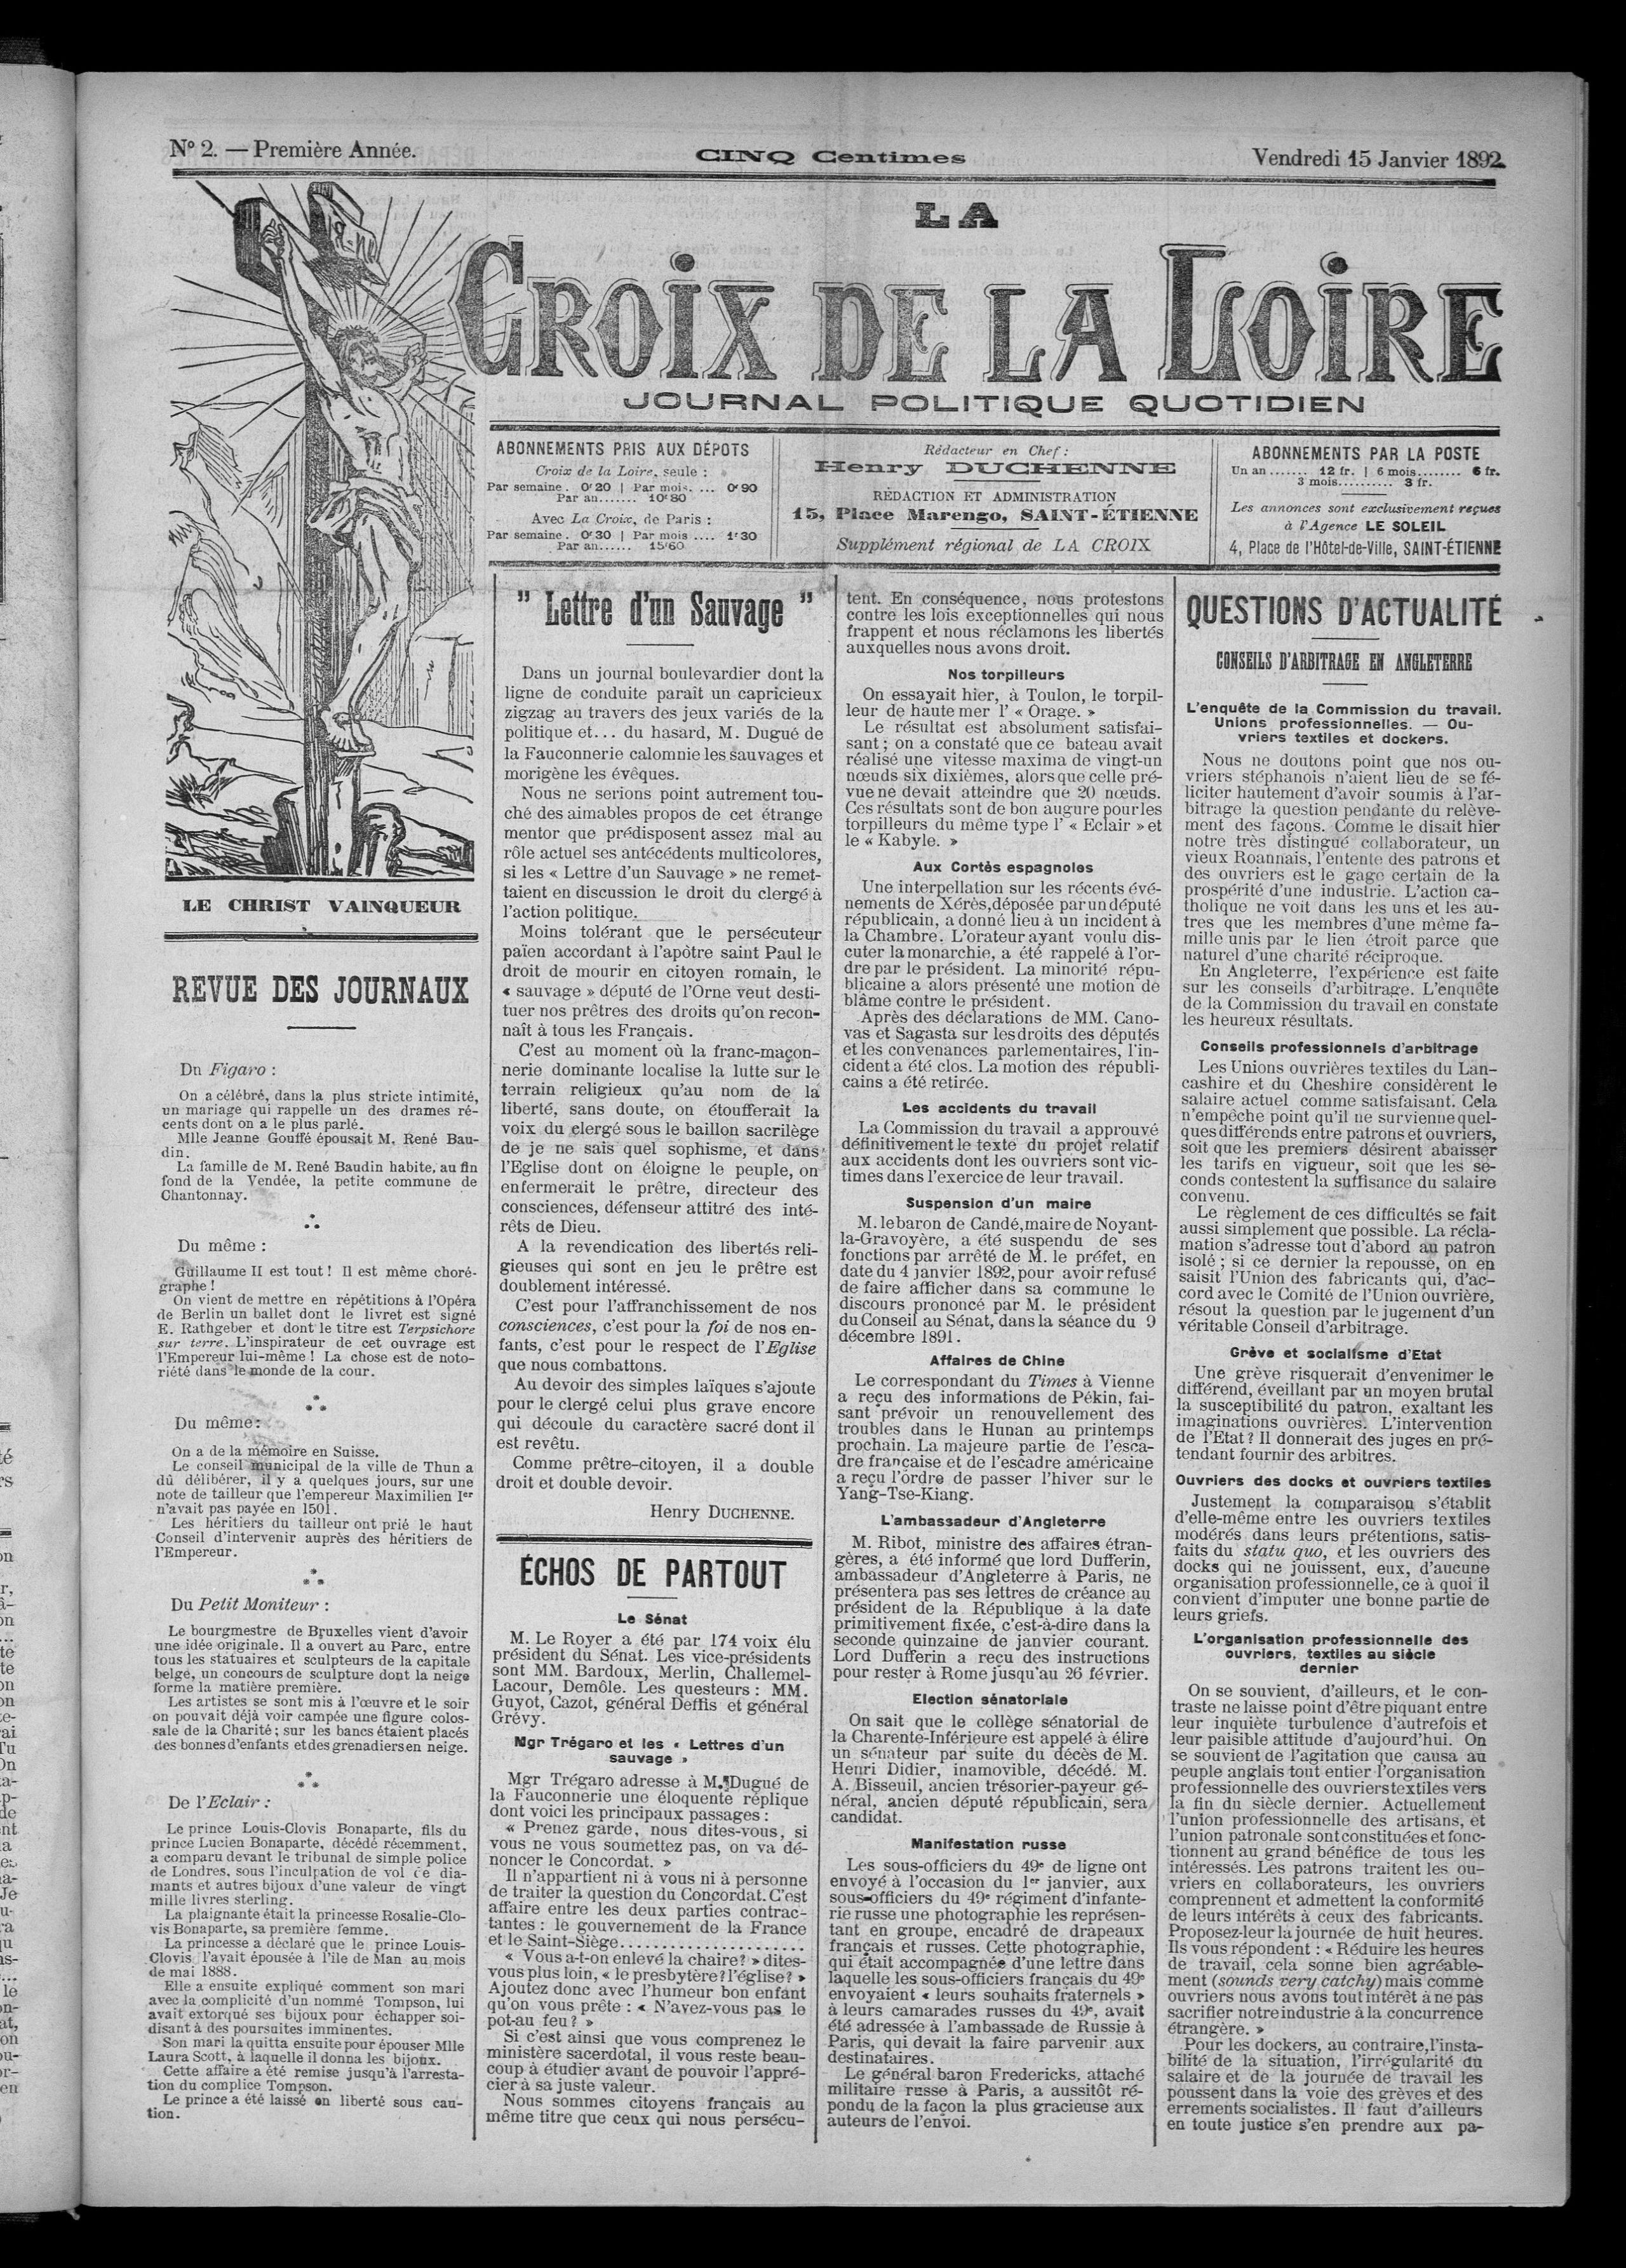 N° 2. — Première Année.
CINQ Centimes
Vendredi 15 Janvier 1892
LA
CROIX DE LA LOIRE
JOURNAL POLITIQUE QUOTIDIEN
ABONNEMENTS PRIS AUX DÉPOTS
Croix de la Loire, seule :
Par semaine . 0f 20 | Par mois. ... 0f 90
Par an....... 10f 80
Avec La Croix, de Paris :
Par semaine. 0f 30 | Par mois .... 1f 30
Par an...... 15f 60
Rédacteur en Chef :
Henry DUCHENNE
RÉDACTION ET ADMINISTRATION
15, Place Marengo, SAINT-ÉTIENNE
Supplément régional de LA CROIX
ABONNEMENTS PAR LA POSTE
Un an ....... 12 fr. | 6 mois........ 6 fr.
3 mois.......... 3 fr.
Les annonces sont exclusivement reçues
à l'Agence LE SOLEIL
4, Place de l'Hôtel-de-Ville, SAINT-ÉTIENNE
LE CHRIST VAINQUEUR
REVUE DES JOURNAUX
Du Figaro :
On a célébré, dans la plus stricte intimité,
un mariage qui rappelle un des drames ré-
cents dont on a le plus parlé.
Mlle Jeanne Gouffé épousait M. René Bau-
din.
La famille de M. René Baudin habite, au fin
fond de la Vendée, la petite commune de
Chantonnay.
Du même :
Guillaume II est tout ! Il est même choré-
graphe !
On vient de mettre en répétitions à l'Opéra
de Berlin un ballet dont le livret est signé
E. Rathgeber et dont le titre est Terpsichore
sur terre. L'inspirateur de cet ouvrage est
l'Empereur lui-même ! La chose est de noto-
riété dans le monde de la cour.
Du même :
On a de la mémoire en Suisse.
Le conseil municipal de la ville de Thun a
dû délibérer, il y a quelques jours, sur une
note de tailleur que l'empereur Maximilien Ier
n'avait pas payée en 1501.
Les héritiers du tailleur ont prié le haut
Conseil d'intervenir auprès des héritiers de
l'Empereur.
Du Petit Moniteur :
Le bourgmestre de Bruxelles vient d'avoir
une idée originale. Il a ouvert au Parc, entre
tous les statuaires et sculpteurs de la capitale
belge, un concours de sculpture dont la neige
forme la matière première.
Les artistes se sont mis à l'œuvre et le soir
on pouvait déjà voir campée une figure colos-
sale de la Charité ; sur les bancs étaient placés
des bonnes d'enfants et des grenadiers en neige.
De l'Eclair :
Le prince Louis-Clovis Bonaparte, fils du
prince Lucien Bonaparte, décédé récemment,
a comparu devant le tribunal de simple police
de Londres, sous l'inculpation de vol de dia-
mants et autres bijoux d'une valeur de vingt
mille livres sterling.
La plaignante était la princesse Rosalie-Clo-
vis Bonaparte, sa première femme.
La princesse a déclaré que le prince Louis-
Clovis l'avait épousée à l'île de Man au mois
de mai 1888.
Elle a ensuite expliqué comment son mari
avec la complicité d'un nommé Tompson, lui
avait extorqué ses bijoux pour échapper soi-
disant à des poursuites imminentes.
Son mari la quitta ensuite pour épouser Mlle
Laura Scott, à laquelle il donna les bijoux.
Cette affaire a été remise jusqu'à l'arresta-
tion du complice Tompson.
Le prince a été laissé en liberté sous cau-
tion.
" Lettre d'un Sauvage "
Dans un journal boulevardier dont la
ligne de conduite paraît un capricieux
zigzag au travers des jeux variés de la
politique et... du hasard, M. Dugué de
la Fauconnerie calomnie les sauvages et
morigène les évêques.
Nous ne serions point autrement tou-
ché des aimables propos de cet étrange
mentor que prédisposent assez mal au
rôle actuel ses antécédents multicolores,
si les « Lettre d'un Sauvage » ne remet-
taient en discussion le droit du clergé à
l'action politique.
Moins tolérant que le persécuteur
païen accordant à l'apôtre saint Paul le
droit de mourir en citoyen romain, le
« sauvage » député de l'Orne veut desti-
tuer nos prêtres des droits qu'on recon-
naît à tous les Français.
C'est au moment où la franc-maçon-
nerie dominante localise la lutte sur le
terrain religieux qu'au nom de la
liberté, sans doute, on étoufferait la
voix du clergé sous le baillon sacrilège
de je ne sais quel sophisme, et dans
l'Eglise dont on éloigne le peuple, on
enfermerait le prêtre, directeur des
consciences, défenseur attitré des inté-
rêts de Dieu.
A la revendication des libertés reli-
gieuses qui sont en jeu le prêtre est
doublement intéressé.
C'est pour l'affranchissement de nos
consciences, c'est pour la foi de nos en-
fants, c'est pour le respect de l'Eglise
que nous combattons.
Au devoir des simples laïques s'ajoute
pour le clergé celui plus grave encore
qui découle du caractère sacré dont il
est revêtu.
Comme prêtre-citoyen, il a double
droit et double devoir.
Henry DUCHENNE.
ÉCHOS DE PARTOUT
Le Sénat
M. Le Royer a été par 174 voix élu
président du Sénat. Les vice-présidents
sont MM. Bardoux, Merlin, Challemel-
Lacour, Demôle. Les questeurs : MM.
Guyot, Cazot, général Deffis et général
Grévy.
Mgr Trégaro et les « Lettres d'un
sauvage »
Mgr Trégaro adresse à M. Dugué de
la Fauconnerie une éloquente réplique
dont voici les principaux passages :
« Prenez garde, nous dites-vous, si
vous ne vous soumettez pas, on va dé-
noncer le Concordat. »
Il n'appartient ni à vous ni à personne
de traiter la question du Concordat. C'est
affaire entre les deux parties contrac-
tantes : le gouvernement de la France
et le Saint-Siège......................
« Vous a-t-on enlevé la chaire? » dites-
vous plus loin, « le presbytère? l'église? »
Ajoutez donc avec l'humeur bon enfant
qu'on vous prête : « N'avez-vous pas le
pot-au feu ? »
Si c'est ainsi que vous comprenez le
ministère sacerdotal, il vous reste beau-
coup à étudier avant de pouvoir l'appré-
cier à sa juste valeur.
Nous sommes citoyens français au
même titre que ceux qui nous persécu-
tent. En conséquence, nous protestons
contre les lois exceptionnelles qui nous
frappent et nous réclamons les libertés
auxquelles nous avons droit.
Nos torpilleurs
On essayait hier, à Toulon, le torpil-
leur de haute mer l' « Orage. »
Le résultat est absolument satisfai-
sant ; on a constaté que ce bateau avait
réalisé une vitesse maxima de vingt-un
nœuds six dixièmes, alors que celle pré-
vue ne devait atteindre que 20 nœuds.
Ces résultats sont de bon augure pour les
torpilleurs du même type l' « Eclair » et
le « Kabyle. »
Aux Cortès espagnoles
Une interpellation sur les récents évé-
nements de Xérès, déposée par un député
républicain, a donné lieu à un incident à
la Chambre. L'orateur ayant voulu dis-
cuter la monarchie, a été rappelé à l'or-
dre par le président. La minorité répu-
blicaine a alors présenté une motion de
blâme contre le président.
Après des déclarations de MM. Cano-
vas et Sagasta sur les droits des députés
et les convenances parlementaires, l'in-
cident a été clos. La motion des républi-
cains a été retirée.
Les accidents du travail
La Commission du travail a approuvé
définitivement le texte du projet relatif
aux accidents dont les ouvriers sont vic-
times dans l'exercice de leur travail.
Suspension d'un maire
M. le baron de Candé, maire de Noyant-
la-Gravoyère, a été suspendu de ses
fonctions par arrêté de M. le préfet, en
date du 4 janvier 1892, pour avoir refusé
de faire afficher dans sa commune le
discours prononcé par M. le président
du Conseil au Sénat, dans la séance du 9
décembre 1891.
Affaires de Chine
Le correspondant du Times à Vienne
a reçu des informations de Pékin, fai-
sant prévoir un renouvellement des
troubles dans le Hunan au printemps
prochain. La majeure partie de l'esca-
dre française et de l'escadre américaine
a reçu l'ordre de passer l'hiver sur le
Yang-Tse-Kiang.
L'ambassadeur d'Angleterre
M. Ribot, ministre des affaires étran-
gères, a été informé que lord Dufferin,
ambassadeur d'Angleterre à Paris, ne
présentera pas ses lettres de créance au
président de la République à la date
primitivement fixée, c'est-à-dire dans la
seconde quinzaine de janvier courant.
Lord Dufferin a reçu des instructions
pour rester à Rome jusqu'au 26 février.
Election sénatoriale
On sait que le collège sénatorial de
la Charente-Inférieure est appelé à élire
un sénateur par suite du décès de M.
Henri Didier, inamovible, décédé. M.
A. Bisseuil, ancien trésorier-payeur gé-
néral, ancien député républicain, sera
candidat.
Manifestation russe
Les sous-officiers du 49e de ligne ont
envoyé à l'occasion du 1er janvier, aux
sous-officiers du 49e régiment d'infante-
rie russe une photographie les représen-
tant en groupe, encadré de drapeaux
français et russes. Cette photographie,
qui était accompagnée d'une lettre dans
laquelle les sous-officiers français du 49e
envoyaient « leurs souhaits fraternels »
à leurs camarades russes du 49e, avait
été adressée à l'ambassade de Russie à
Paris, qui devait la faire parvenir aux
destinataires.
Le général baron Fredericks, attaché
militaire russe à Paris, a aussitôt ré-
pondu de la façon la plus gracieuse aux
auteurs de l'envoi.
QUESTIONS D'ACTUALITÉ
CONSEILS D'ARBITRAGE EN ANGLETERRE
L'enquête de la Commission du travail.
Unions professionnelles. — Ou-
vriers textiles et dockers.
Nous ne doutons point que nos ou-
vriers stéphanois n'aient lieu de se fé-
liciter hautement d'avoir soumis à l'ar-
bitrage la question pendante du relève-
ment des façons. Comme le disait hier
notre très distingué collaborateur, un
vieux Roannais, l'entente des patrons et
des ouvriers est le gage certain de la
prospérité d'une industrie. L'action ca-
tholique ne voit dans les uns et les au-
tres que les membres d'une même fa-
mille unis par le lien étroit parce que
naturel d'une charité réciproque.
En Angleterre, l'expérience est faite
sur les conseils d'arbitrage. L'enquête
de la Commission du travail en constate
les heureux résultats.
Conseils professionnels d'arbitrage
Les Unions ouvrières textiles du Lan-
cashire et du Cheshire considèrent le
salaire actuel comme satisfaisant. Cela
n'empêche point qu'il ne survienne quel-
ques différends entre patrons et ouvriers,
soit que les premiers désirent abaisser
les tarifs en vigueur, soit que les se-
conds contestent la suffisance du salaire
convenu.
Le règlement de ces difficultés se fait
aussi simplement que possible. La récla-
mation s'adresse tout d'abord au patron
isolé ; si ce dernier la repousse, on en
saisit l'Union des fabricants qui, d'ac-
cord avec le Comité de l'Union ouvrière,
résout la question par le jugement d'un
véritable Conseil d'arbitrage.
Grève et socialisme d'Etat
Une grève risquerait d'envenimer le
différend, éveillant par un moyen brutal
la susceptibilité du patron, exaltant les
imaginations ouvrières. L'intervention
de l'Etat ? Il donnerait des juges en pré-
tendant fournir des arbitres.
Ouvriers des docks et ouvriers textiles
Justement la comparaison s'établit
d'elle-même entre les ouvriers textiles
modérés dans leurs prétentions, satis-
faits du statu quo, et les ouvriers des
docks qui ne jouissent, eux, d'aucune
organisation professionnelle, ce à quoi il
convient d'imputer une bonne partie de
leurs griefs.
L'organisation professionnelle des
ouvriers, textiles au siècle
dernier
On se souvient, d'ailleurs, et le con-
traste ne laisse point d'être piquant entre
leur inquiète turbulence d'autrefois et
leur paisible attitude d'aujourd'hui. On
se souvient de l'agitation que causa au
peuple anglais tout entier l'organisation
professionnelle des ouvriers textiles vers
la fin du siècle dernier. Actuellement
l'union professionnelle des artisans, et
l'union patronale sont constituées et fonc-
tionnent au grand bénéfice de tous les
intéressés. Les patrons traitent les ou-
vriers en collaborateurs, les ouvriers
comprennent et admettent la conformité
de leurs intérêts à ceux des fabricants.
Proposez-leur la journée de huit heures.
Ils vous répondent : « Réduire les heures
de travail, cela sonne bien agréable-
ment (sounds very catchy) mais comme
ouvriers nous avons tout intérêt à ne pas
sacrifier notre industrie à la concurrence
étrangère. »
Pour les dockers, au contraire, l'insta-
bilité de la situation, l'irrégularité du
salaire et de la journée de travail les
poussent dans la voie des grèves et des
errements socialistes. Il faut d'ailleurs
en toute justice s'en prendre aux pa-